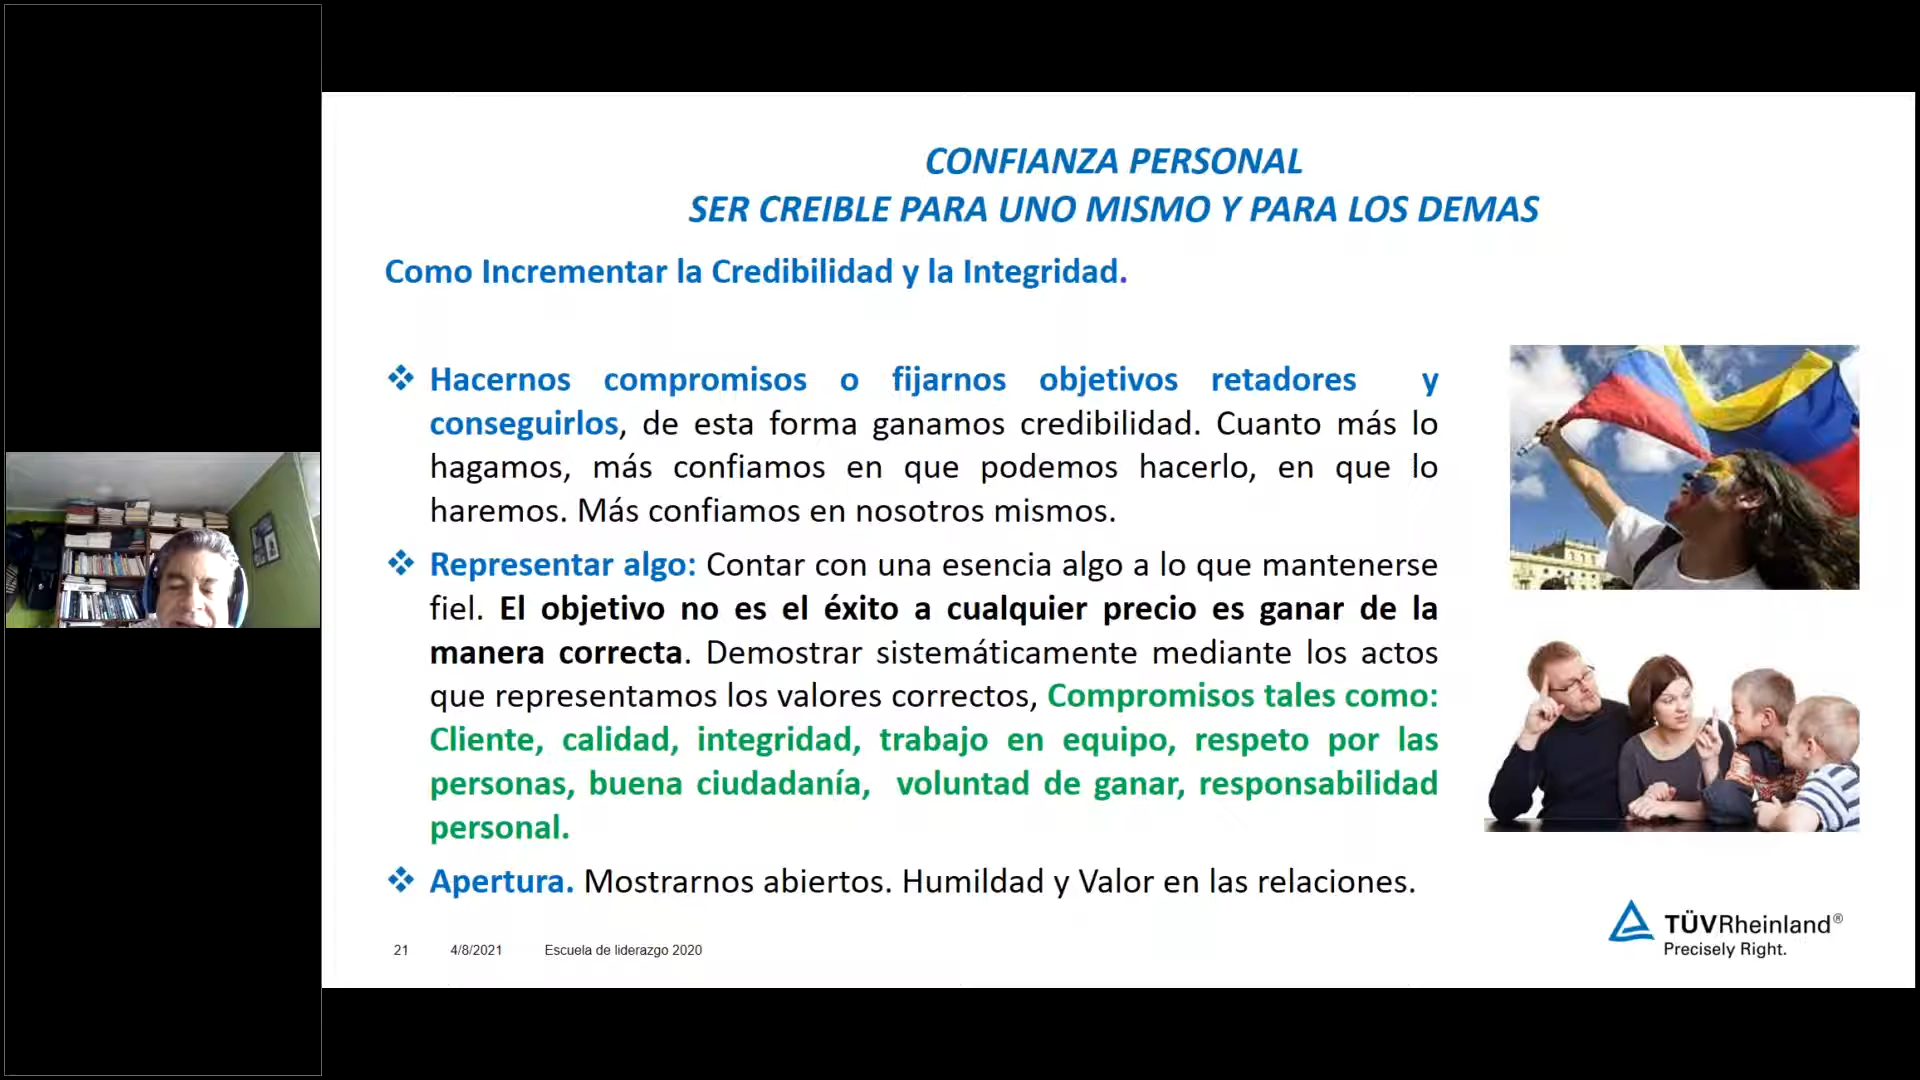 CONFIANZA PERSONAL
SER CREIBLE PARA UNO MISMO Y PARA LOS DEMAS
Como Incrementar la Credibilidad y la Integridad.
❖ Hacernos compromisos o fijarnos objetivos retadores y
conseguirlos, de esta forma ganamos credibilidad. Cuanto más lo
hagamos, más confiamos en que podemos hacerlo, en que lo
haremos. Más confiamos en nosotros mismos.
❖ Representar algo: Contar con una esencia algo a lo que mantenerse
fiel. El objetivo no es el éxito a cualquier precio es ganar de la
manera correcta. Demostrar sistemáticamente mediante los actos
que representamos los valores correctos, Compromisos tales como:
Cliente, calidad, integridad, trabajo en equipo, respeto por las
personas, buena ciudadanía, voluntad de ganar, responsabilidad
personal.
❖ Apertura. Mostrarnos abiertos. Humildad y Valor en las relaciones.
TÜVRheinland®
Precisely Right.
21 4/8/2021 Escuela de liderazgo 2020